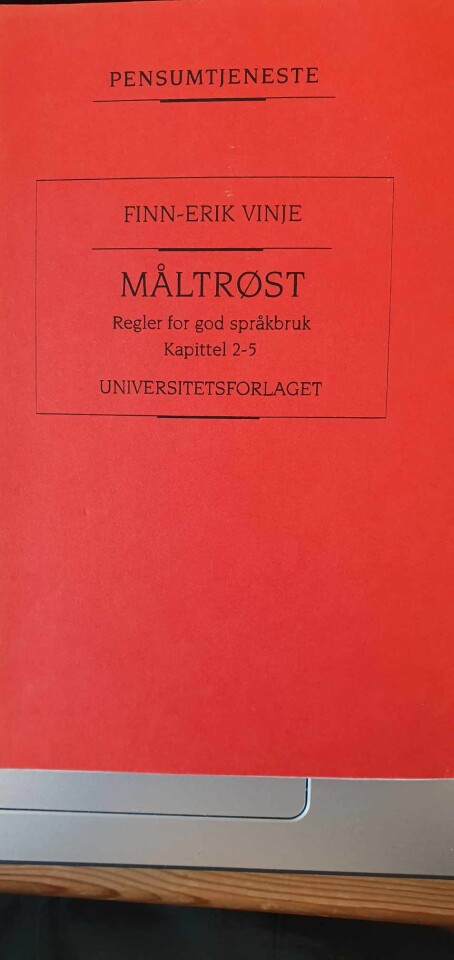 PENSUMTJENESTE
FINN-ERIK VINJE
MÅLTRØST
Regler for god språkbruk
Kapittel 2-5
UNIVERSITETSFORLAGET